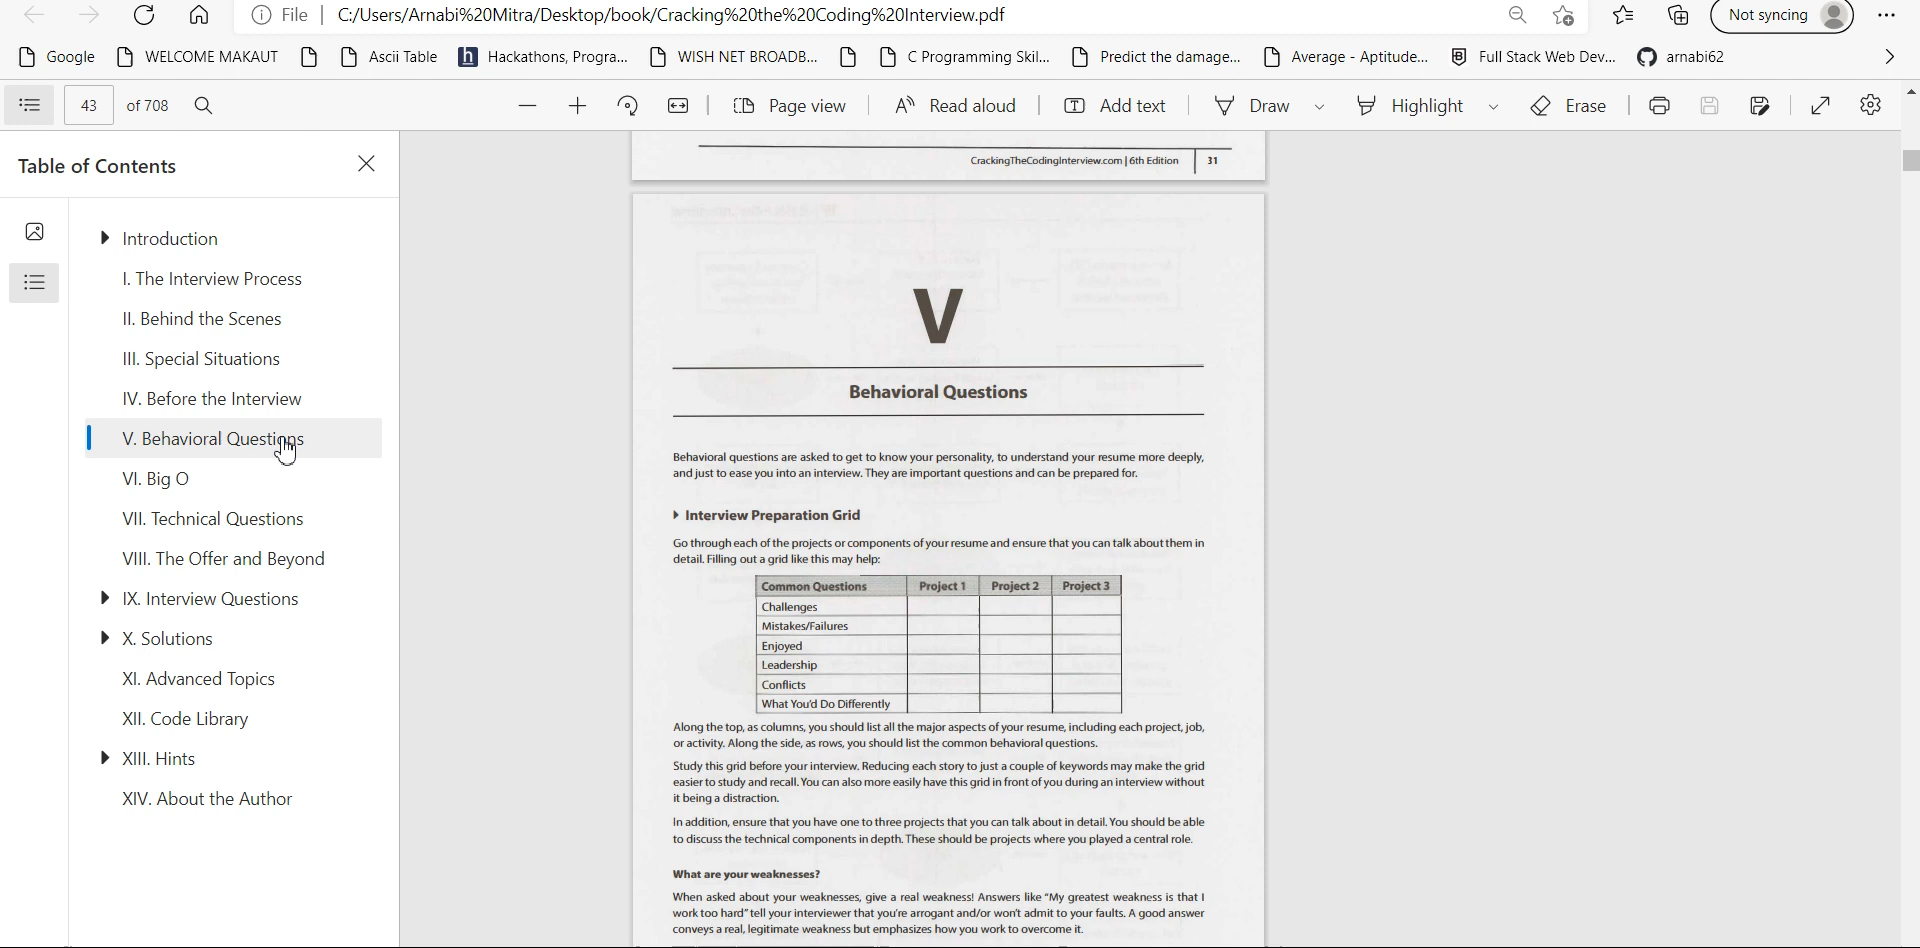 File C:/Users/Arnabi%20Mitra/Desktop/book/Cracking%20the%20Coding%20Interview.pdf
Not syncing
Google WELCOME MAKAUT Ascii Table Hackathons, Progra... WISH NET BROADB... C Programming Skil... Predict the damage... Average - Aptitude... Full Stack Web Dev... arnabi62
43 of 708 Page view Read aloud Add text Draw Highlight Erase
Table of Contents
Introduction
I. The Interview Process
II. Behind the Scenes
III. Special Situations
IV. Before the Interview
V. Behavioral Questions
VI. Big O
VII. Technical Questions
VIII. The Offer and Beyond
IX. Interview Questions
X. Solutions
XI. Advanced Topics
XII. Code Library
XIII. Hints
XIV. About the Author
CrackingTheCodingInterview.com | 6th Edition 31
V
Behavioral Questions
Behavioral questions are asked to get to know your personality, to understand your resume more deeply,
and just to ease you into an interview. They are important questions and can be prepared for.
Interview Preparation Grid
Go through each of the projects or components of your resume and ensure that you can talk about them in
detail. Filling out a grid like this may help:
Common Questions Project 1 Project 2 Project 3
Challenges
Mistakes/Failures
Enjoyed
Leadership
Conflicts
What You'd Do Differently
Along the top, as columns, you should list all the major aspects of your resume, including each project, job,
or activity. Along the side, as rows, you should list the common behavioral questions.
Study this grid before your interview. Reducing each story to just a couple of keywords may make the grid
easier to study and recall. You can also more easily have this grid in front of you during an interview without
it being a distraction.
In addition, ensure that you have one to three projects that you can talk about in detail. You should be able
to discuss the technical components in depth. These should be projects where you played a central role.
What are your weaknesses?
When asked about your weaknesses, give a real weakness! Answers like "My greatest weakness is that I
work too hard" tell your interviewer that you're arrogant and/or won't admit to your faults. A good answer
conveys a real, legitimate weakness but emphasizes how you work to overcome it.